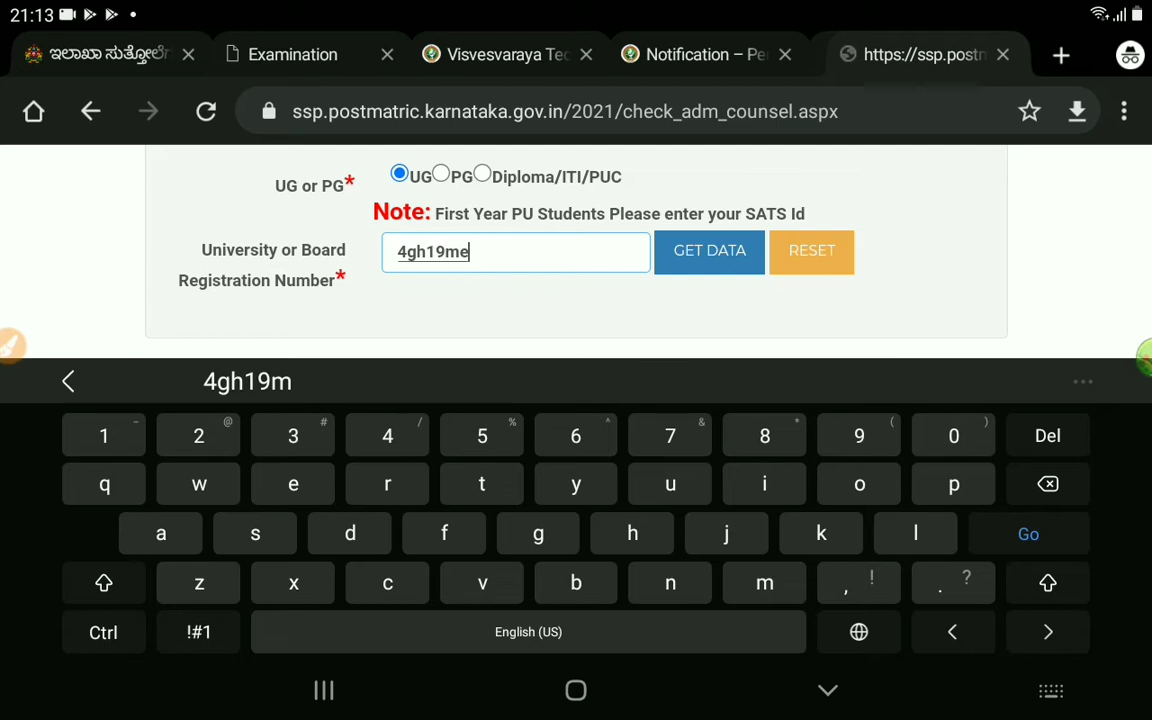 21:13
ಇಲಾಖಾ ಸುತ್ತೋಲೆ
Examination
Visvesvaraya Tec
Notification – Pe
https://ssp.postm
ssp.postmatric.karnataka.gov.in/2021/check_adm_counsel.aspx
UG or PG* UG PG Diploma/ITI/PUC
Note: First Year PU Students Please enter your SATS Id
University or Board
Registration Number*
4gh19me GET DATA RESET
4gh19m
1 - 2 @ 3 # 4 / 5 % 6 ^ 7 & 8 * 9 ( 0 ) Del
q w e r t y u i o p
a s d f g h j k l Go
z x c v b n m , ! . ?
Ctrl !#1 English (US) < >